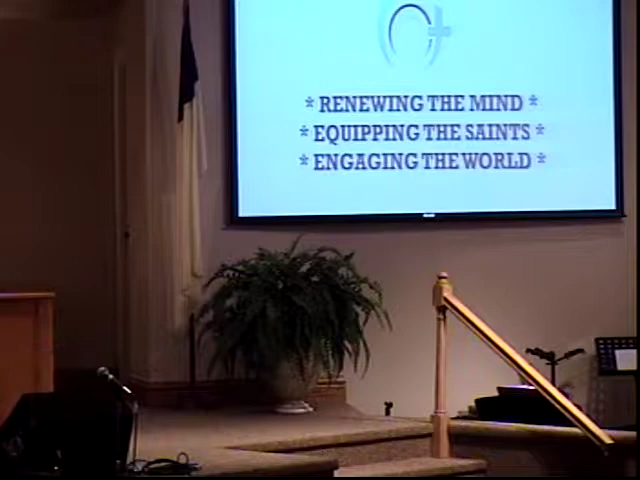 * RENEWING THE MIND *
* EQUIPPING THE SAINTS *
* ENGAGING THE WORLD *